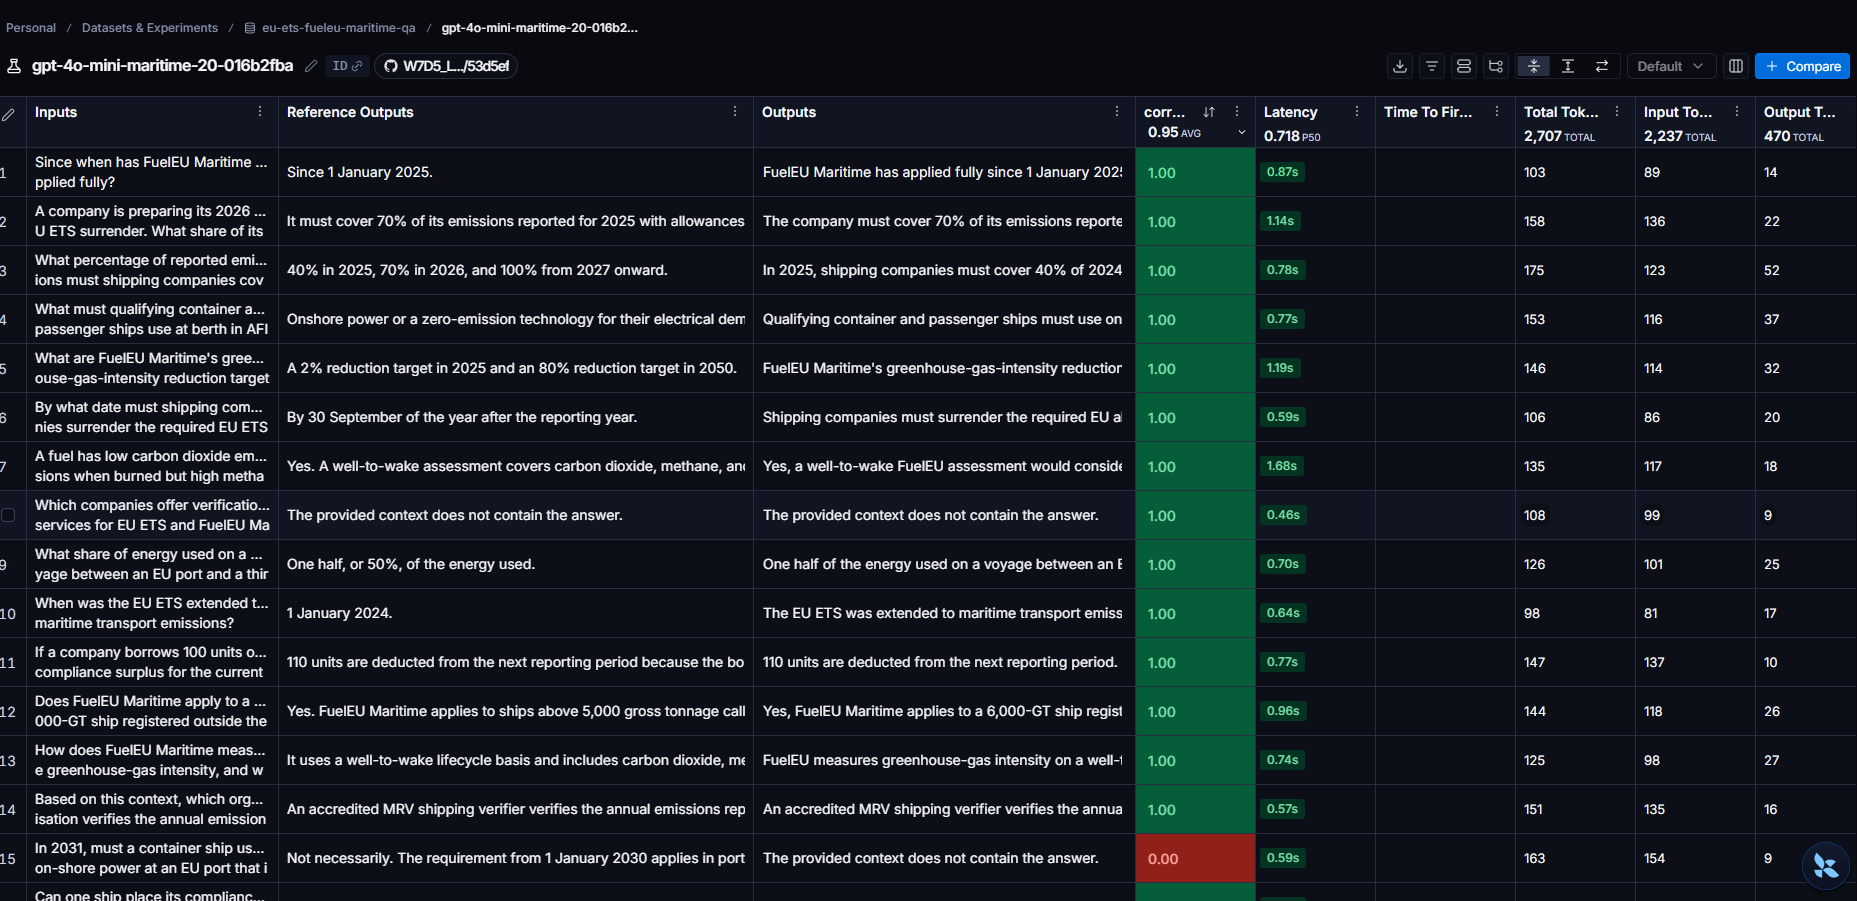 Personal / Datasets & Experiments / eu-ets-fueleu-maritime-qa / gpt-4o-mini-maritime-20-016b2...
gpt-4o-mini-maritime-20-016b2fba ID W7D5_L.../53d5ef Default + Compare
Inputs Reference Outputs Outputs corr... Latency Time To Fir... Total Tok... Input To... Output T...
0.95 AVG 0.718 P50 2,707 TOTAL 2,237 TOTAL 470 TOTAL
Since when has FuelEU Maritime ...
1 Since 1 January 2025. FuelEU Maritime has applied fully since 1 January 202 1.00 0.87s 103 89 14
pplied fully?
A company is preparing its 2026 ...
2 It must cover 70% of its emissions reported for 2025 with allowances The company must cover 70% of its emissions reporte 1.00 1.14s 158 136 22
U ETS surrender. What share of its
What percentage of reported emi...
3 40% in 2025, 70% in 2026, and 100% from 2027 onward. In 2025, shipping companies must cover 40% of 2024 1.00 0.78s 175 123 52
ions must shipping companies cov
What must qualifying container a...
4 Onshore power or a zero-emission technology for their electrical dem Qualifying container and passenger ships must use on 1.00 0.77s 153 116 37
passenger ships use at berth in AFI
What are FuelEU Maritime's gree...
5 A 2% reduction target in 2025 and an 80% reduction target in 2050. FuelEU Maritime's greenhouse-gas-intensity reduction 1.00 1.19s 146 114 32
ouse-gas-intensity reduction target
By what date must shipping com...
6 By 30 September of the year after the reporting year. Shipping companies must surrender the required EU al 1.00 0.59s 106 86 20
nies surrender the required EU ETS
A fuel has low carbon dioxide em...
7 Yes. A well-to-wake assessment covers carbon dioxide, methane, and Yes, a well-to-wake FuelEU assessment would conside 1.00 1.68s 135 117 18
sions when burned but high metha
Which companies offer verificatio...
The provided context does not contain the answer. The provided context does not contain the answer. 1.00 0.46s 108 99 9
services for EU ETS and FuelEU Ma
What share of energy used on a ...
9 One half, or 50%, of the energy used. One half of the energy used on a voyage between an E 1.00 0.70s 126 101 25
yage between an EU port and a thir
When was the EU ETS extended t...
10 1 January 2024. The EU ETS was extended to maritime transport emiss 1.00 0.64s 98 81 17
maritime transport emissions?
If a company borrows 100 units o...
11 110 units are deducted from the next reporting period because the bo 110 units are deducted from the next reporting period. 1.00 0.77s 147 137 10
compliance surplus for the current
Does FuelEU Maritime apply to a ...
12 Yes. FuelEU Maritime applies to ships above 5,000 gross tonnage call Yes, FuelEU Maritime applies to a 6,000-GT ship regist 1.00 0.96s 144 118 26
000-GT ship registered outside the
How does FuelEU Maritime meas...
13 It uses a well-to-wake lifecycle basis and includes carbon dioxide, me FuelEU measures greenhouse-gas intensity on a well-t 1.00 0.74s 125 98 27
e greenhouse-gas intensity, and w
Based on this context, which org...
14 An accredited MRV shipping verifier verifies the annual emissions rep An accredited MRV shipping verifier verifies the annua 1.00 0.57s 151 135 16
isation verifies the annual emission
In 2031, must a container ship us...
15 Not necessarily. The requirement from 1 January 2030 applies in port The provided context does not contain the answer. 0.00 0.59s 163 154 9
on-shore power at an EU port that i
Can one ship place its complianc...